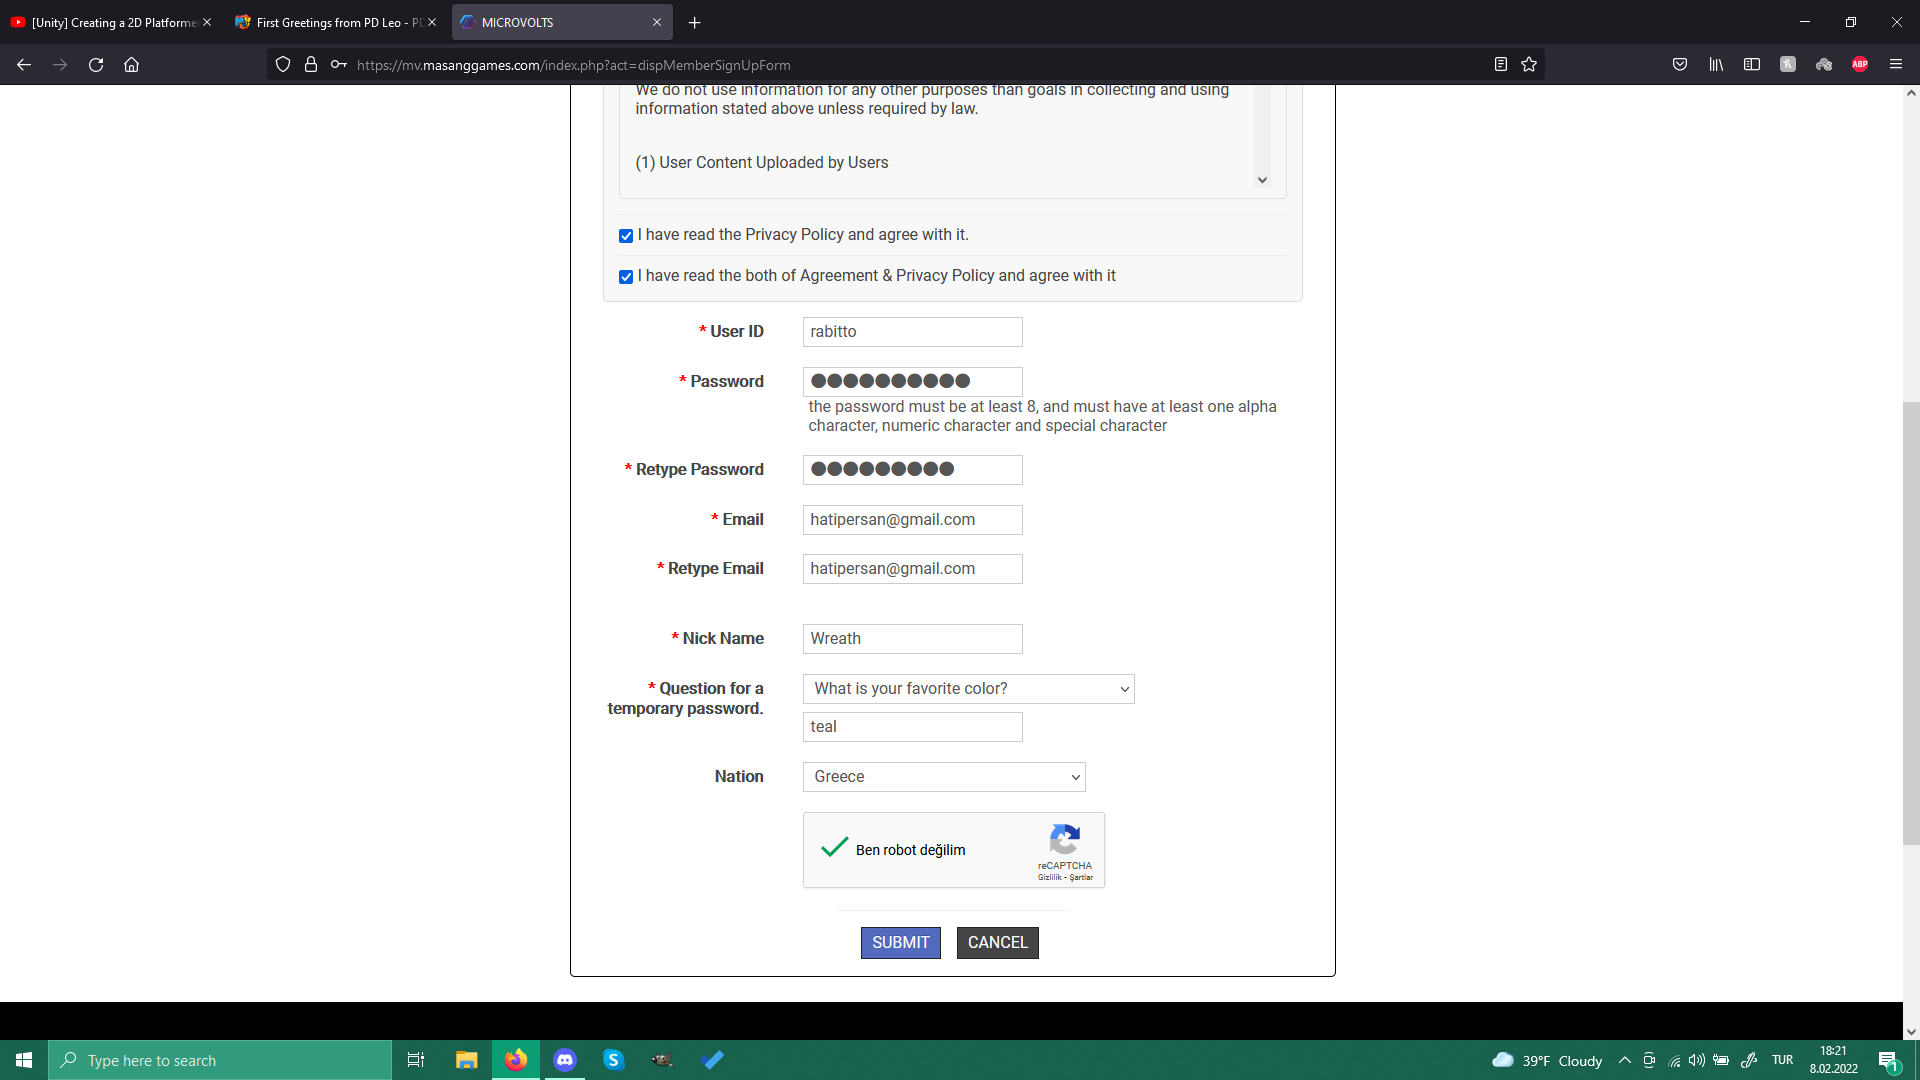 [Unity] Creating a 2D Platforme
First Greetings from PD Leo - PD
MICROVOLTS
https://mv.masanggames.com/index.php?act=dispMemberSignUpForm
ABP
We do not use information for any other purposes than goals in collecting and using
information stated above unless required by law.
(1) User Content Uploaded by Users
I have read the Privacy Policy and agree with it.
I have read the both of Agreement & Privacy Policy and agree with it
* User ID
rabitto
* Password
the password must be at least 8, and must have at least one alpha
character, numeric character and special character
* Retype Password
* Email
hatipersan@gmail.com
* Retype Email
hatipersan@gmail.com
* Nick Name
Wreath
* Question for a
temporary password.
What is your favorite color?
teal
Nation
Greece
Ben robot değilim
reCAPTCHA
Gizlilik - Şartlar
SUBMIT
CANCEL
Type here to search
39°F Cloudy
TUR
18:21
8.02.2022
1